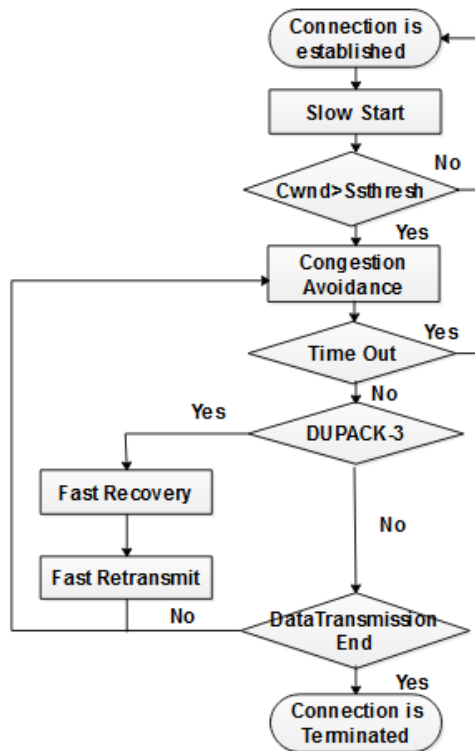 Connection is
established
Slow Start
No
Cwnd>Ssthresh
Yes
Congestion
Avoidance
Time Out
Yes
No
Yes
DUPACK-3
Fast Recovery
No
Fast Retransmit
No
DataTransmission
End
Yes
Connection is
Terminated